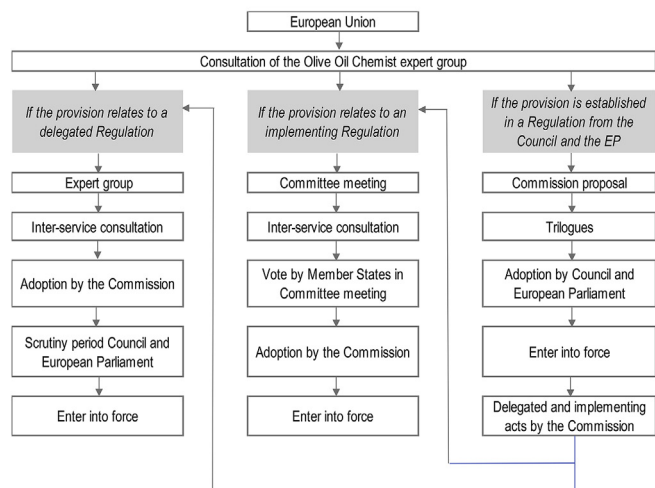 European Union
Consultation of the Olive Oil Chemist expert group
If the provision relates to a
delegated Regulation
Expert group
Inter-service consultation
Adoption by the Commission
Scrutiny period Council and
European Parliament
Enter into force
If the provision relates to an
implementing Regulation
Committee meeting
Inter-service consultation
Vote by Member States in
Committee meeting
Adoption by the Commission
Enter into force
If the provision is established
in a Regulation from the
Council and the EP
Commission proposal
Trilogues
Adoption by Council and
European Parliament
Enter into force
Delegated and implementing
acts by the Commission